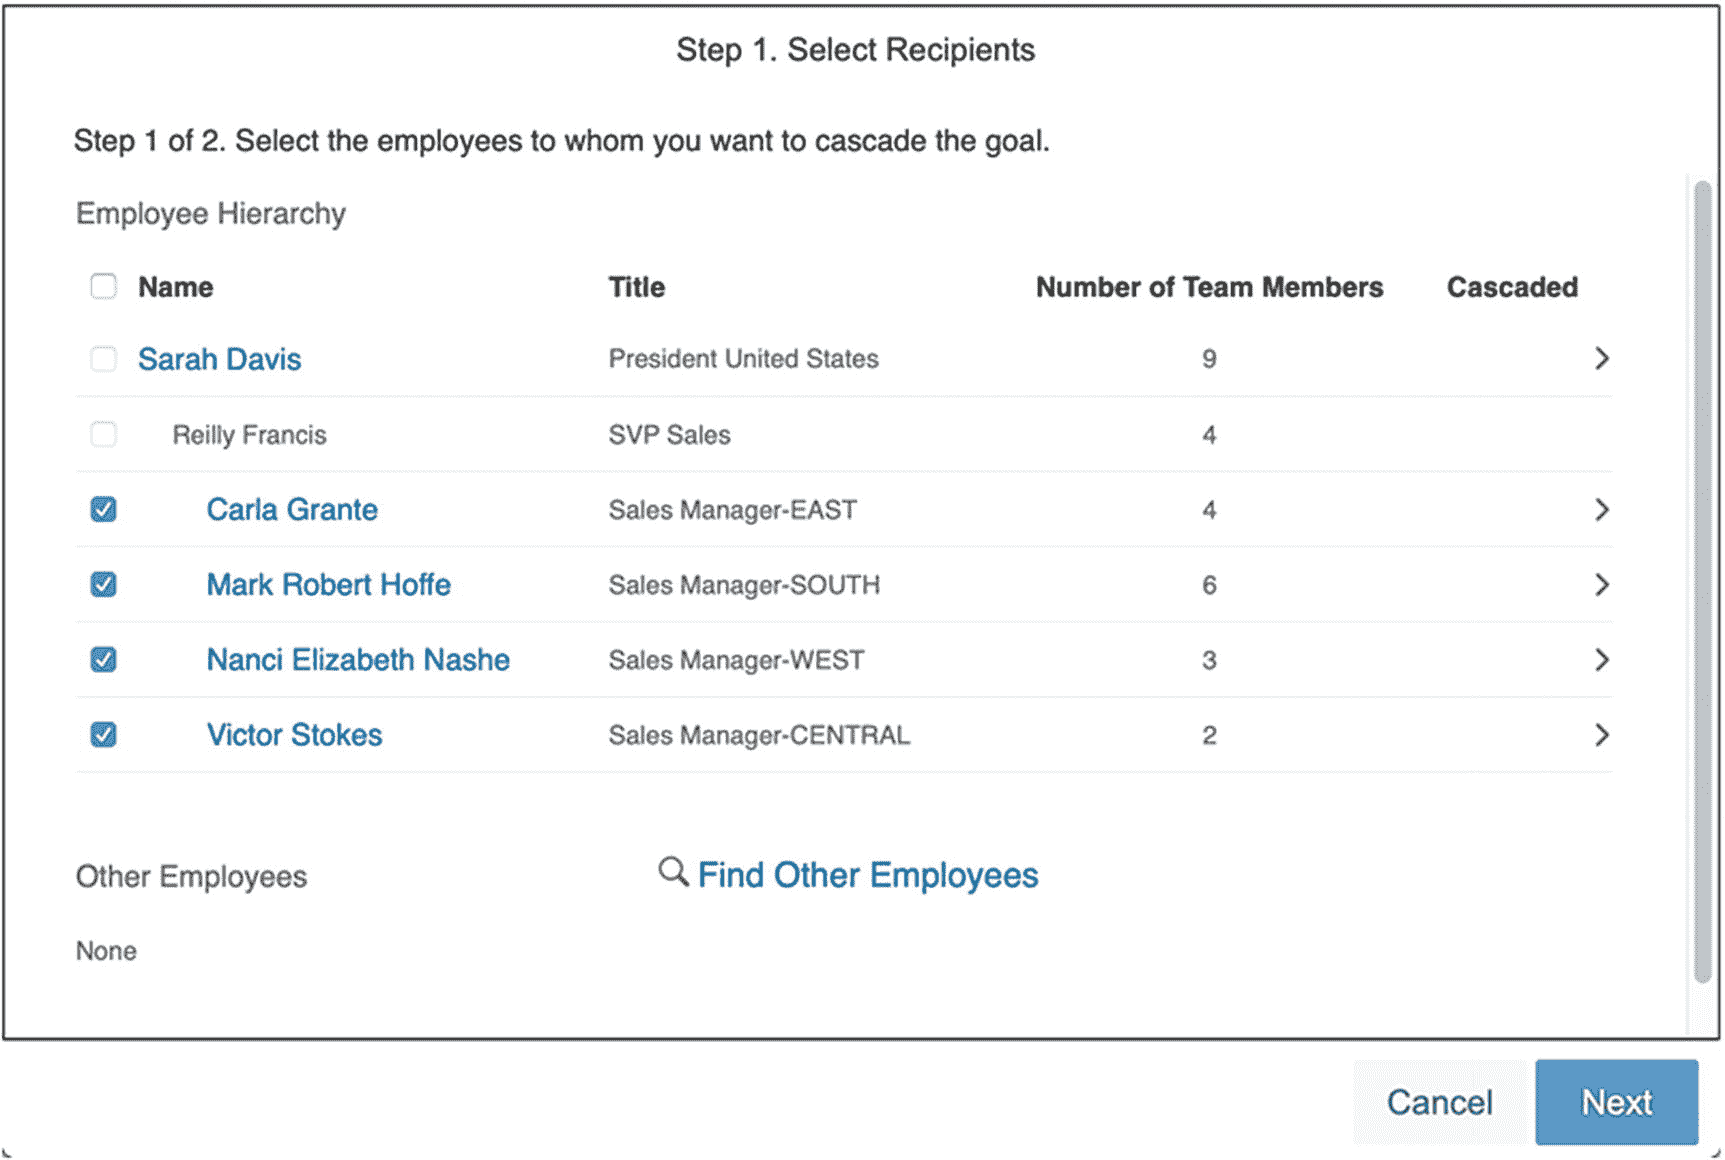 Step 1. Select Recipients
Step 1 of 2. Select the employees to whom you want to cascade the goal.
Employee Hierarchy
Name Title Number of Team Members Cascaded
Sarah Davis President United States 9
Reilly Francis SVP Sales 4
Carla Grante Sales Manager-EAST 4
Mark Robert Hoffe Sales Manager-SOUTH 6
Nanci Elizabeth Nashe Sales Manager-WEST 3
Victor Stokes Sales Manager-CENTRAL 2
Other Employees Find Other Employees
None
Cancel Next